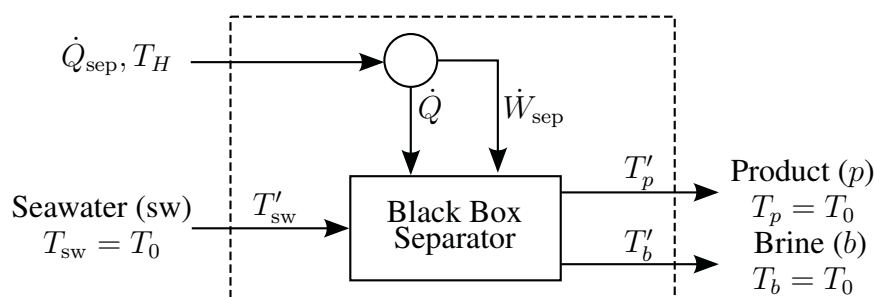 Q̇sep, TH
Q̇
Ẇsep
Seawater (sw)
Tsw = T0
T′sw
Black Box
Separator
T′p
T′b
Product (p)
Tp = T0
Brine (b)
Tb = T0